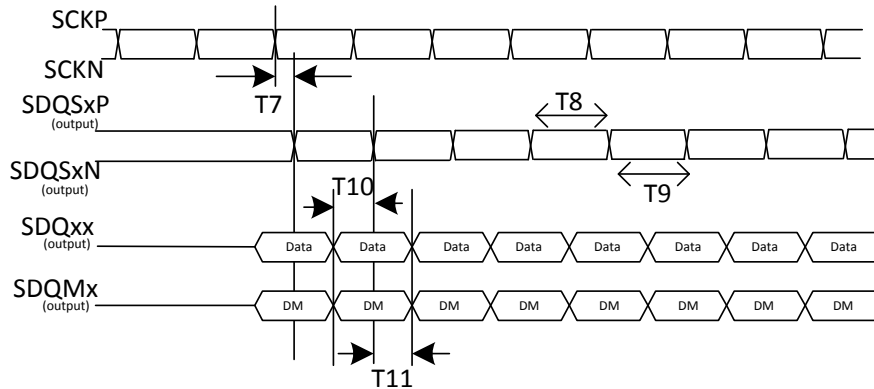 SCKP
SCKN
T7
SDQSxP
(output)
T8
SDQSxN
(output)
T10
T9
SDQxx
(output)
Data Data Data Data Data Data Data Data
SDQMx
(output)
DM DM DM DM DM DM DM DM
T11